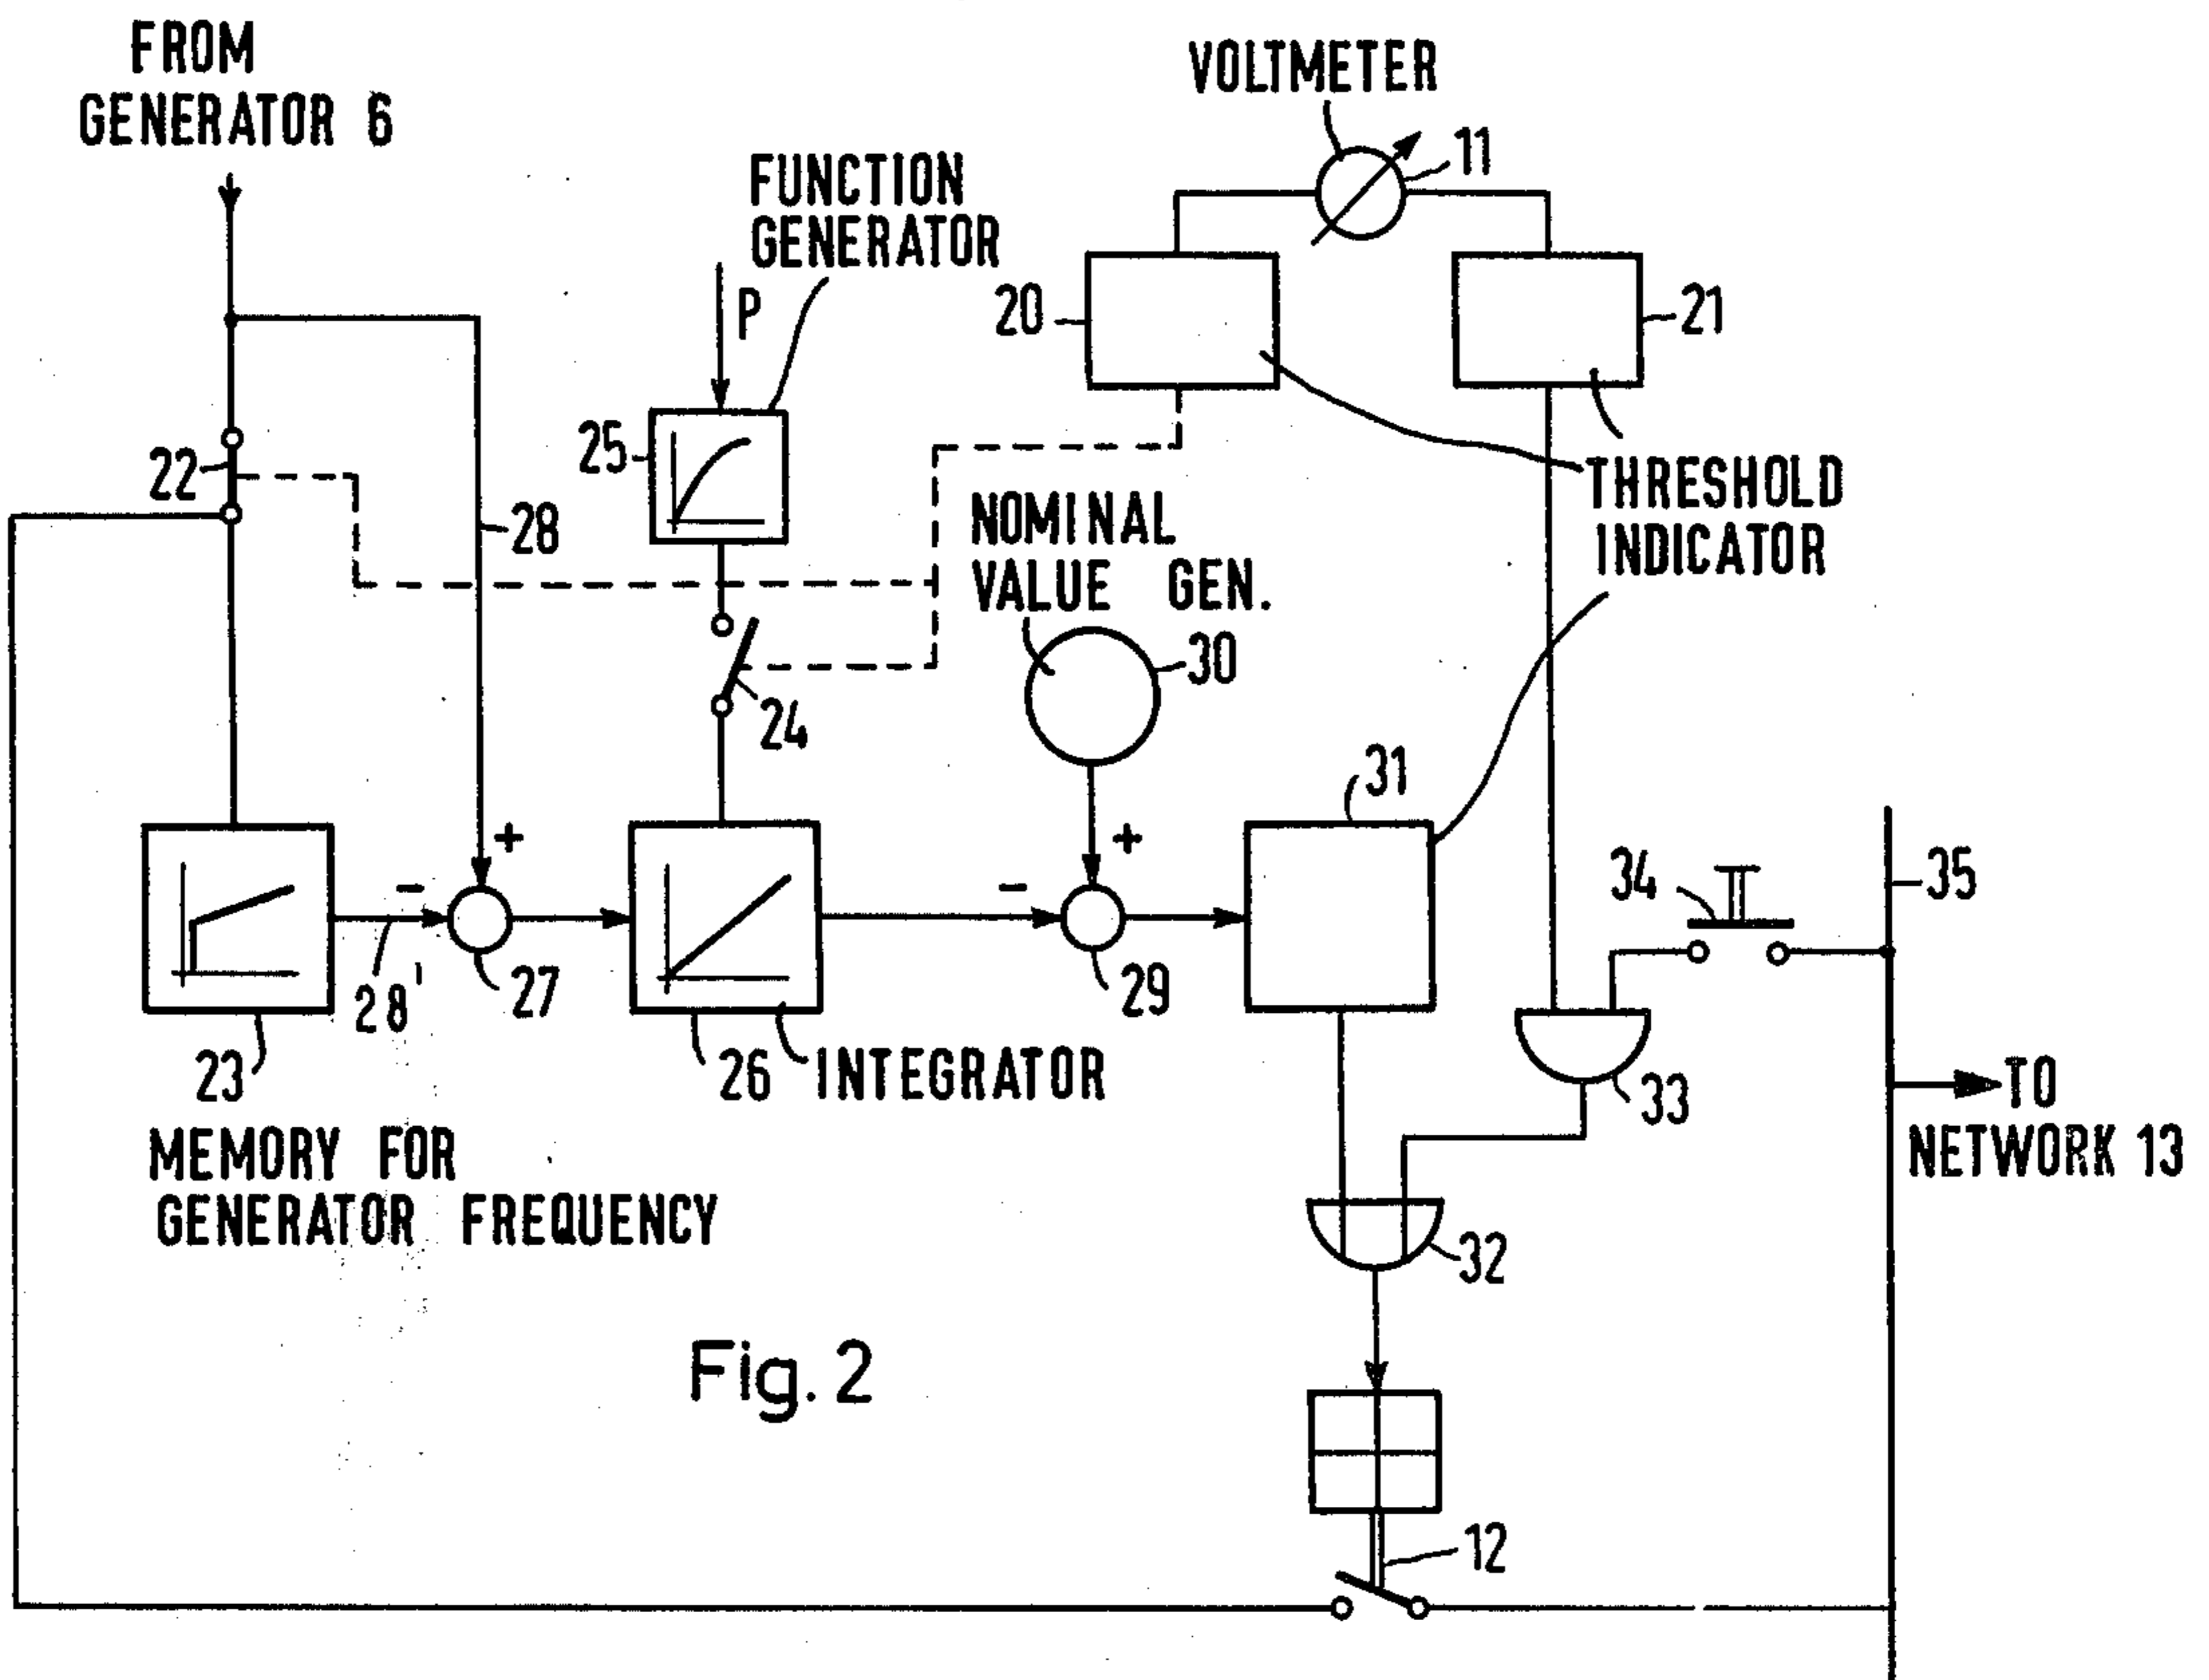 FROM
GENERATOR 6
VOLTMETER
11
FUNCTION
GENERATOR
P
20
21
25
22
28
THRESHOLD
INDICATOR
NOMINAL
VALUE GEN.
30
24
31
+
+
34
35
-
-
28'
27
29
23
26
INTEGRATOR
33
TO
NETWORK 13
MEMORY FOR
GENERATOR FREQUENCY
32
Fig. 2
12